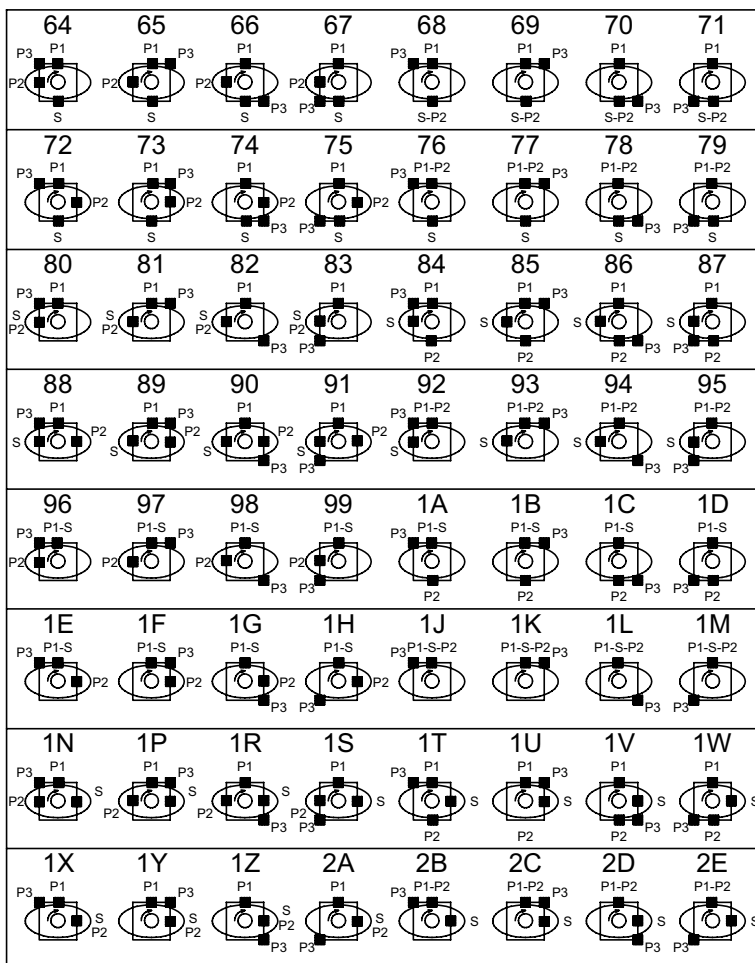 64 65 66 67 68 69 70 71
P1 P1 P1 P1 P1 P1 P1 P1
P3 P3 P3 P3
P2 P2 P2 P2
P3 P3 P3 P3
S S S S S-P2 S-P2 S-P2 S-P2
72 73 74 75 76 77 78 79
P1 P1 P1 P1 P1-P2 P1-P2 P1-P2 P1-P2
P3 P3 P3 P3
P2 P2 P2 P2
P3 P3 P3 P3
S S S S S S S S
80 81 82 83 84 85 86 87
P1 P1 P1 P1 P1 P1 P1 P1
P3 P3 P3 P3
S S S S S S S S
P2 P2 P2 P2
P3 P3 P3 P3
P2 P2 P2 P2
88 89 90 91 92 93 94 95
P1 P1 P1 P1 P1-P2 P1-P2 P1-P2 P1-P2
P3 P3 P3 P3
P2 P2 P2 P2
S S S S S S S S
P3 P3 P3 P3
96 97 98 99 1A 1B 1C 1D
P1-S P1-S P1-S P1-S P1-S P1-S P1-S P1-S
P3 P3 P3 P3
P2 P2 P2 P2
P3 P3 P3 P3
P2 P2 P2 P2
1E 1F 1G 1H 1J 1K 1L 1M
P1-S P1-S P1-S P1-S P1-S-P2 P1-S-P2 P1-S-P2 P1-S-P2
P3 P3 P3 P3
P2 P2 P2 P2
P3 P3 P3 P3
1N 1P 1R 1S 1T 1U 1V 1W
P1 P1 P1 P1 P1 P1 P1 P1
P3 P3 P3 P3
S S S S S S S S
P2 P2 P2 P2
P3 P3 P3 P3
P2 P2 P2 P2
1X 1Y 1Z 2A 2B 2C 2D 2E
P1 P1 P1 P1 P1-P2 P1-P2 P1-P2 P1-P2
P3 P3 P3 P3
S S S S S S S S
P2 P2 P2 P2
P3 P3 P3 P3